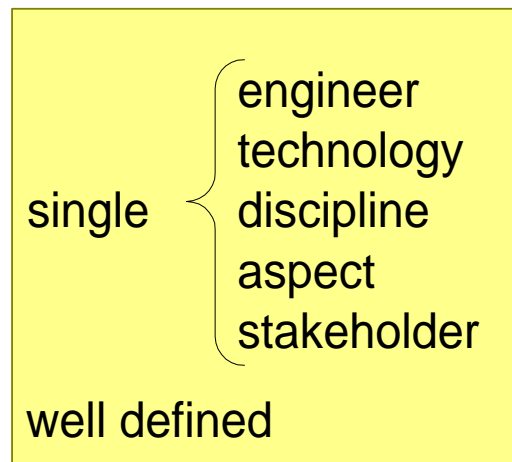 engineer
technology
single discipline
aspect
stakeholder
well defined